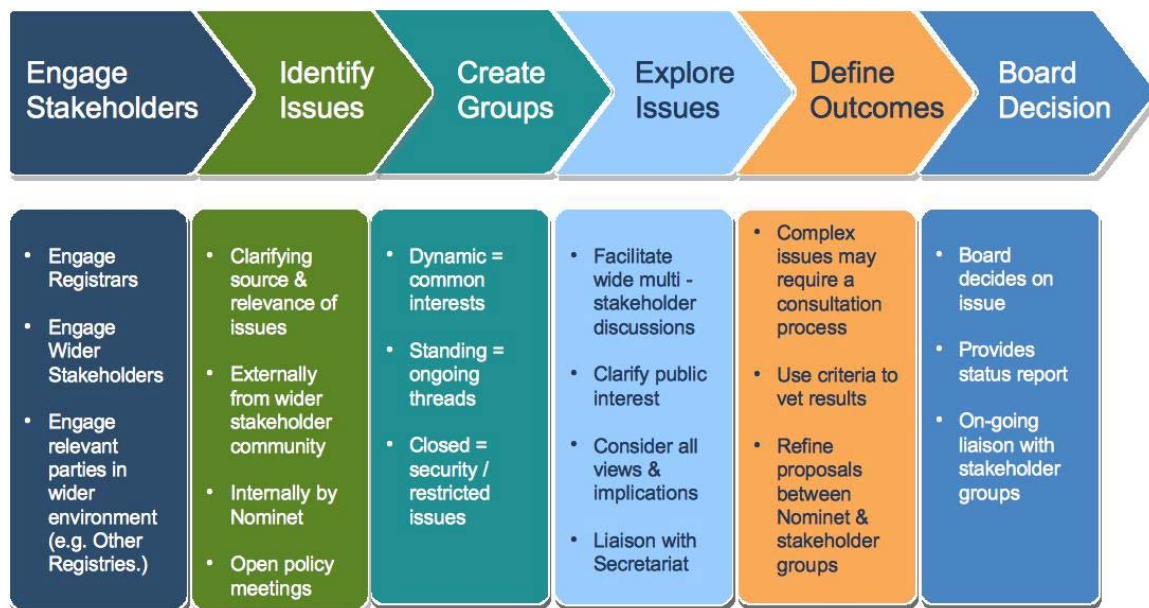 Engage
Stakeholders
Identify
Issues
Create
Groups
Explore
Issues
Define
Outcomes
Board
Decision
• Engage
Registrars
• Engage
Wider
Stakeholders
• Engage
relevant
parties in
wider
environment
(e.g. Other
Registries.)
• Clarifying
source &
relevance of
issues
• Externally
from wider
stakeholder
community
• Internally by
Nominet
• Open policy
meetings
• Dynamic =
common
interests
• Standing =
ongoing
threads
• Closed =
security /
restricted
issues
• Facilitate
wide multi -
stakeholder
discussions
• Clarify public
interest
• Consider all
views &
implications
• Liaison with
Secretariat
• Complex
issues may
require a
consultation
process
• Use criteria to
vet results
• Refine
proposals
between
Nominet &
stakeholder
groups
• Board
decides on
issue
• Provides
status report
• On-going
liaison with
stakeholder
groups